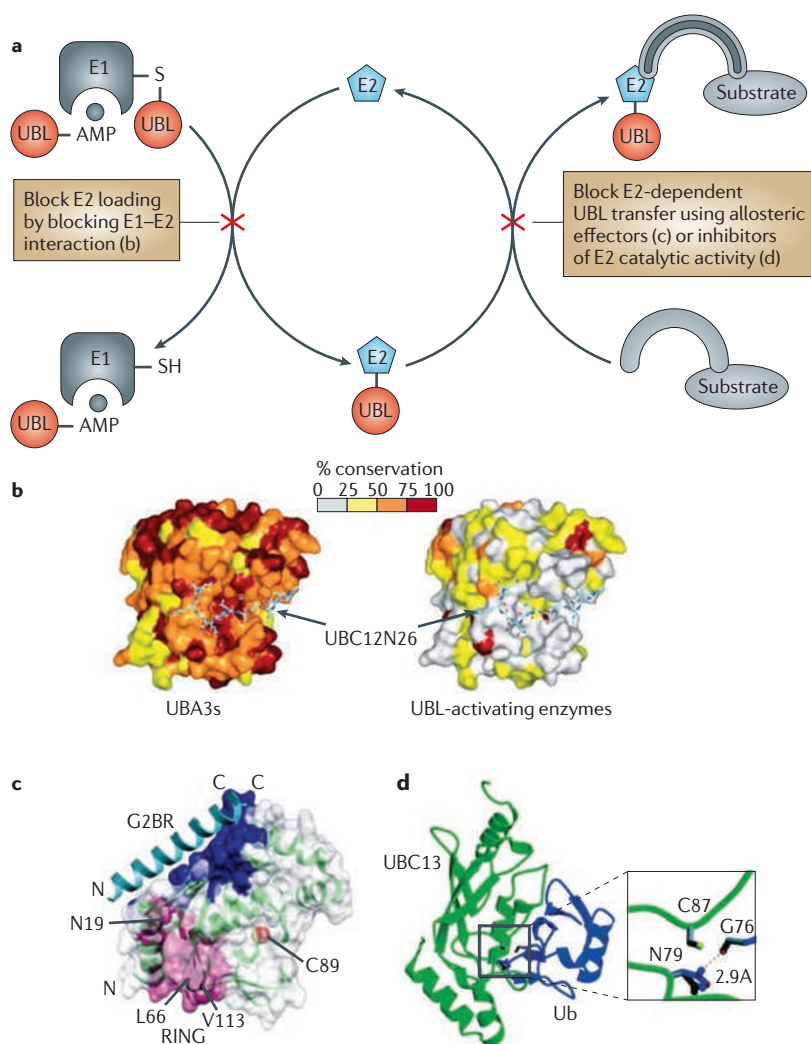 a
E1
S
UBL
AMP
UBL
E2
E2
UBL
Substrate
Block E2 loading
by blocking E1–E2
interaction (b)
Block E2-dependent
UBL transfer using allosteric
effectors (c) or inhibitors
of E2 catalytic activity (d)
E1
SH
UBL
AMP
E2
UBL
Substrate
b
% conservation
0 25 50 75 100
UBC12N26
UBA3s
UBL-activating enzymes
c
C C
G2BR
N
N19
N
C89
L66
V113
RING
d
UBC13
C87
G76
N79
2.9A
Ub